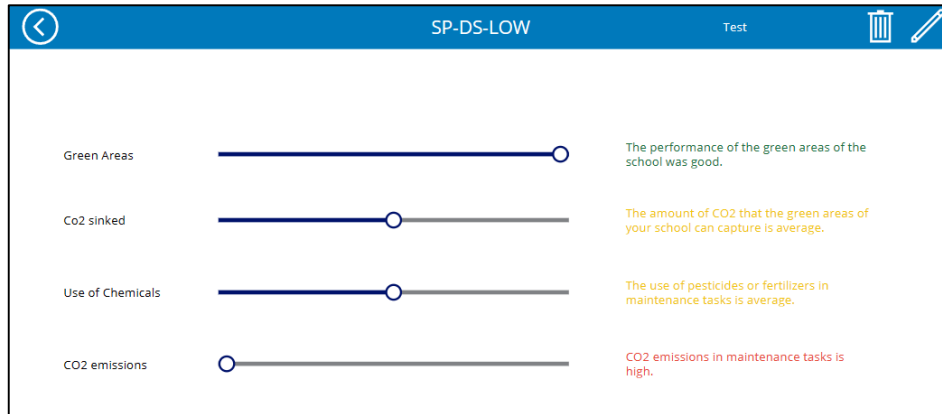 SP-DS-LOW
Test
Green Areas
The performance of the green areas of the
school was good.
Co2 sinked
The amount of CO2 that the green areas of
your school can capture is average.
Use of Chemicals
The use of pesticides or fertilizers in
maintenance tasks is average.
CO2 emissions
CO2 emissions in maintenance tasks is
high.